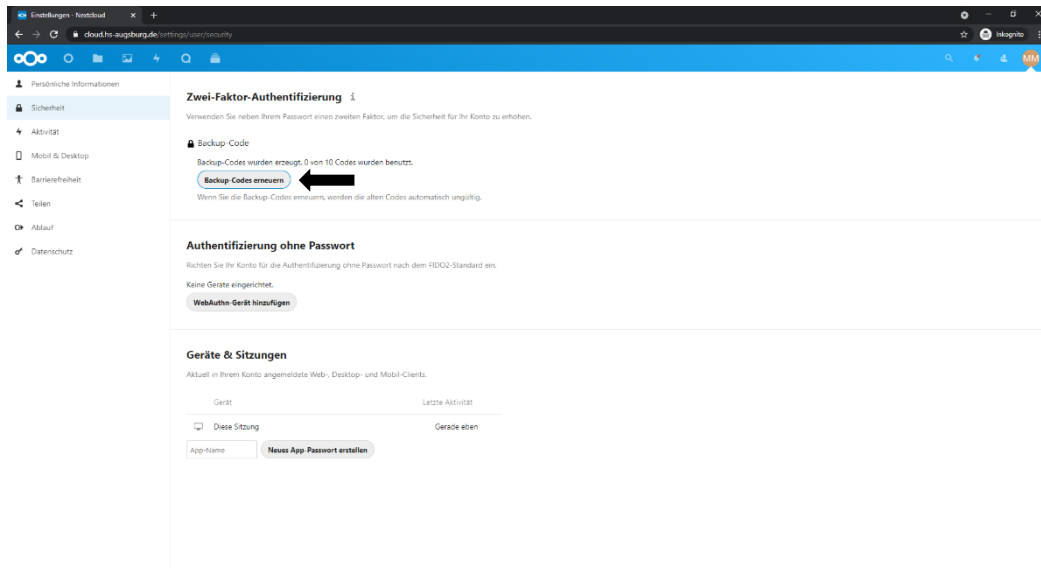 Einstellungen - Nextcloud
cloud.hs-augsburg.de/settings/user/security
Inkognito
MM
Persönliche Informationen
Sicherheit
Aktivität
Mobil & Desktop
Barrierefreiheit
Teilen
Ablauf
Datenschutz
Zwei-Faktor-Authentifizierung
Verwenden Sie neben Ihrem Passwort einen zweiten Faktor, um die Sicherheit für Ihr Konto zu erhöhen.
Backup-Code
Backup-Codes wurden erzeugt. 0 von 10 Codes wurden benutzt.
Backup-Codes erneuern
Wenn Sie die Backup-Codes erneuern, werden die alten Codes automatisch ungültig.
Authentifizierung ohne Passwort
Richten Sie Ihr Konto für die Authentifizierung ohne Passwort nach dem FIDO2-Standard ein.
Keine Geräte eingerichtet.
WebAuthn-Gerät hinzufügen
Geräte & Sitzungen
Aktuell in Ihrem Konto angemeldete Web-, Desktop- und Mobil-Clients.
Gerät Letzte Aktivität
Diese Sitzung Gerade eben
App-Name Neues App-Passwort erstellen